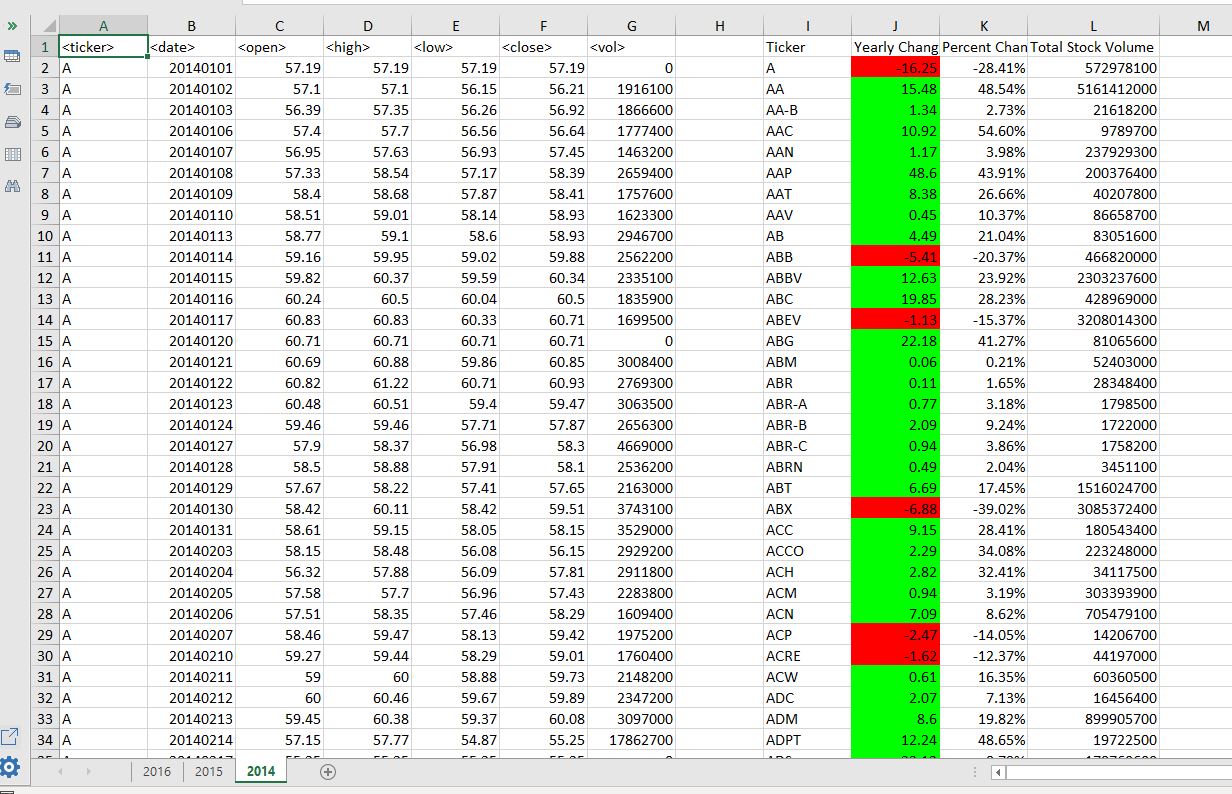 A B C D E F G H I J K L M
1 <ticker> <date> <open> <high> <low> <close> <vol> Ticker Yearly Chang Percent Chan Total Stock Volume
2 A 20140101 57.19 57.19 57.19 57.19 0 A -16.25 -28.41% 572978100
3 A 20140102 57.1 57.1 56.15 56.21 1916100 AA 15.48 48.54% 5161412000
4 A 20140103 56.39 57.35 56.26 56.92 1866600 AA-B 1.34 2.73% 21618200
5 A 20140106 57.4 57.7 56.56 56.64 1777400 AAC 10.92 54.60% 9789700
6 A 20140107 56.95 57.63 56.93 57.45 1463200 AAN 1.17 3.98% 237929300
7 A 20140108 57.33 58.54 57.17 58.39 2659400 AAP 48.6 43.91% 200376400
8 A 20140109 58.4 58.68 57.87 58.41 1757600 AAT 8.38 26.66% 40207800
9 A 20140110 58.51 59.01 58.14 58.93 1623300 AAV 0.45 10.37% 86658700
10 A 20140113 58.77 59.1 58.6 58.93 2946700 AB 4.49 21.04% 83051600
11 A 20140114 59.16 59.95 59.02 59.88 2562200 ABB -5.41 -20.37% 466820000
12 A 20140115 59.82 60.37 59.59 60.34 2335100 ABBV 12.63 23.92% 2303237600
13 A 20140116 60.24 60.5 60.04 60.5 1835900 ABC 19.85 28.23% 428969000
14 A 20140117 60.83 60.83 60.33 60.71 1699500 ABEV -1.13 -15.37% 3208014300
15 A 20140120 60.71 60.71 60.71 60.71 0 ABG 22.18 41.27% 81065600
16 A 20140121 60.69 60.88 59.86 60.85 3008400 ABM 0.06 0.21% 52403000
17 A 20140122 60.82 61.22 60.71 60.93 2769300 ABR 0.11 1.65% 28348400
18 A 20140123 60.48 60.51 59.4 59.47 3063500 ABR-A 0.77 3.18% 1798500
19 A 20140124 59.46 59.46 57.71 57.87 2656300 ABR-B 2.09 9.24% 1722000
20 A 20140127 57.9 58.37 56.98 58.3 4669000 ABR-C 0.94 3.86% 1758200
21 A 20140128 58.5 58.88 57.91 58.1 2536200 ABRN 0.49 2.04% 3451100
22 A 20140129 57.67 58.22 57.41 57.65 2163000 ABT 6.69 17.45% 1516024700
23 A 20140130 58.42 60.11 58.42 59.51 3743100 ABX -6.88 -39.02% 3085372400
24 A 20140131 58.61 59.15 58.05 58.15 3529000 ACC 9.15 28.41% 180543400
25 A 20140203 58.15 58.48 56.08 56.15 2929200 ACCO 2.29 34.08% 223248000
26 A 20140204 56.32 57.88 56.09 57.81 2911800 ACH 2.82 32.41% 34117500
27 A 20140205 57.58 57.7 56.96 57.43 2283800 ACM 0.94 3.19% 303393900
28 A 20140206 57.51 58.35 57.46 58.29 1609400 ACN 7.09 8.62% 705479100
29 A 20140207 58.46 59.47 58.13 59.42 1975200 ACP -2.47 -14.05% 14206700
30 A 20140210 59.27 59.44 58.29 59.01 1760400 ACRE -1.62 -12.37% 44197000
31 A 20140211 59 60 58.88 59.73 2148200 ACW 0.61 16.35% 60360500
32 A 20140212 60 60.46 59.67 59.89 2347200 ADC 2.07 7.13% 16456400
33 A 20140213 59.45 60.38 59.37 60.08 3097000 ADM 8.6 19.82% 899905700
34 A 20140214 57.15 57.77 54.87 55.25 17862700 ADPT 12.24 48.65% 19722500
2016 2015 2014